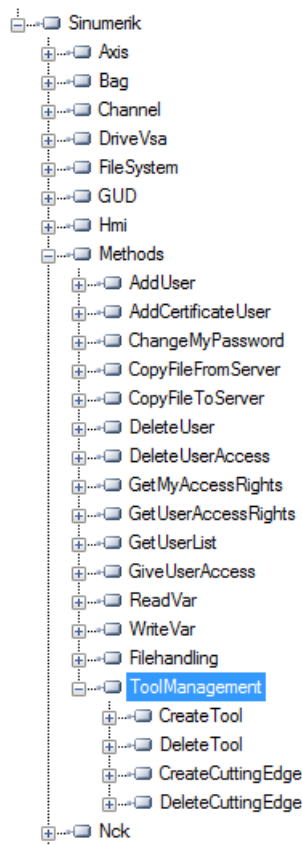 Sinumerik
Axis
Bag
Channel
DriveVsa
FileSystem
GUD
Hmi
Methods
AddUser
AddCertificateUser
ChangeMyPassword
CopyFileFromServer
CopyFileToServer
DeleteUser
DeleteUserAccess
GetMyAccessRights
GetUserAccessRights
GetUserList
GiveUserAccess
ReadVar
WriteVar
Filehandling
ToolManagement
CreateTool
DeleteTool
CreateCuttingEdge
DeleteCuttingEdge
Nck